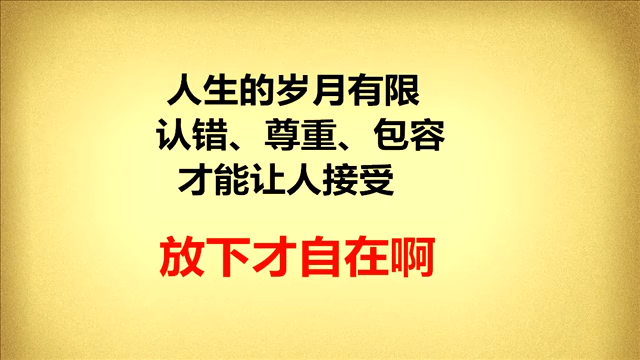 人生的岁月有限
认错、尊重、包容
才能让人接受
放下才自在啊